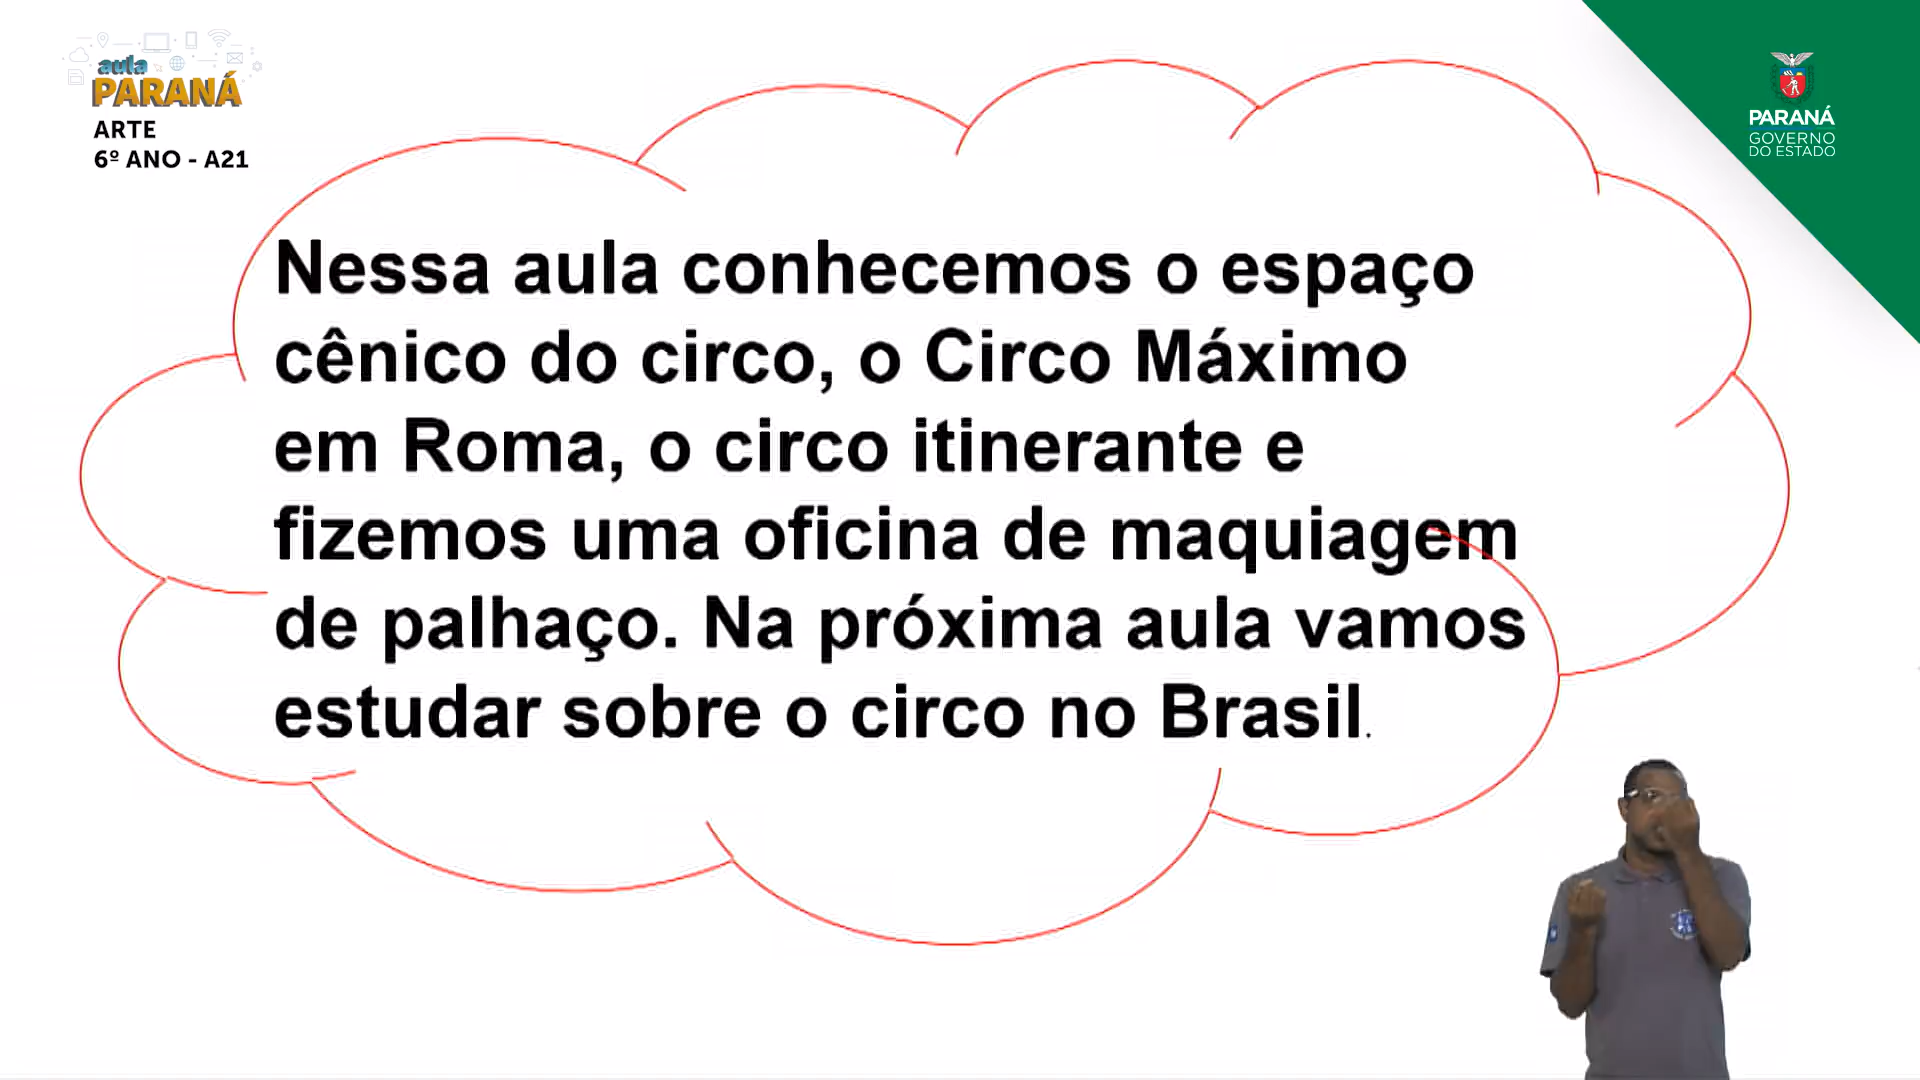 aula
PARANÁ
ARTE
6º ANO - A21
PARANÁ
GOVERNO
DO ESTADO
Nessa aula conhecemos o espaço
cênico do circo, o Circo Máximo
em Roma, o circo itinerante e
fizemos uma oficina de maquiagem
de palhaço. Na próxima aula vamos
estudar sobre o circo no Brasil.